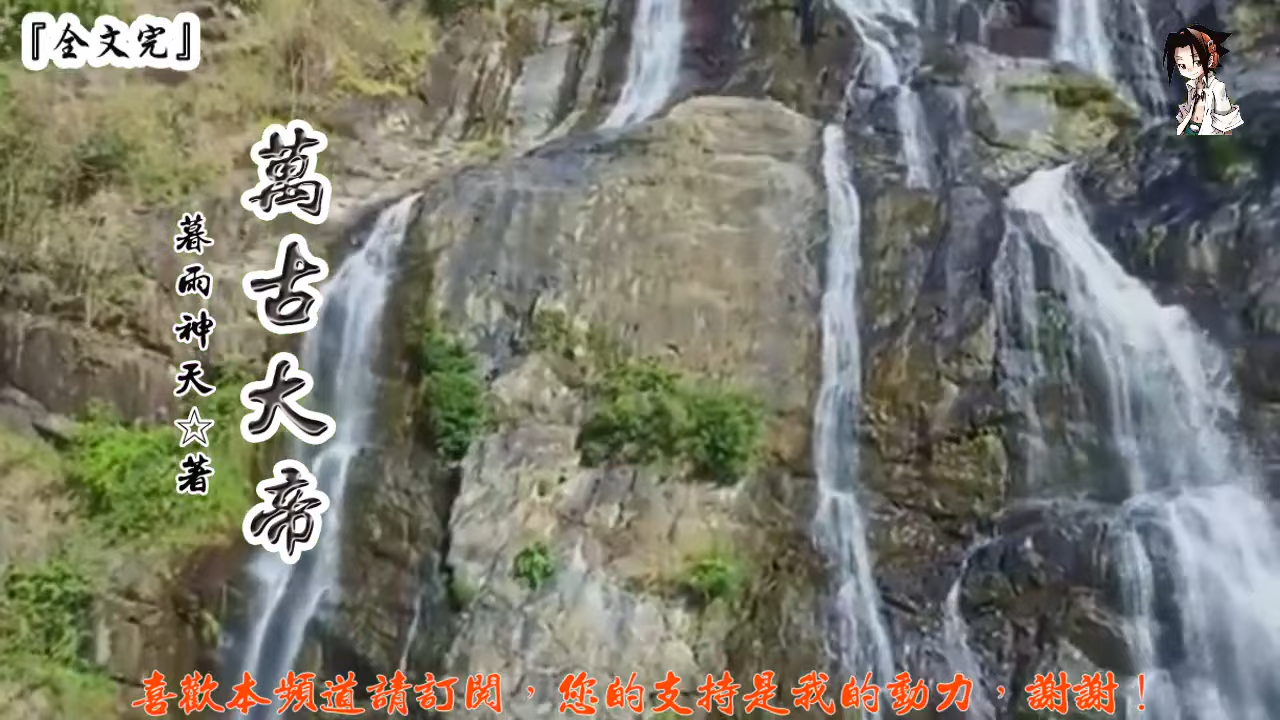 『全文完』
萬古大帝
暮雨神天☆著
喜歡本頻道請訂閱，您的支持是我的動力，謝謝！